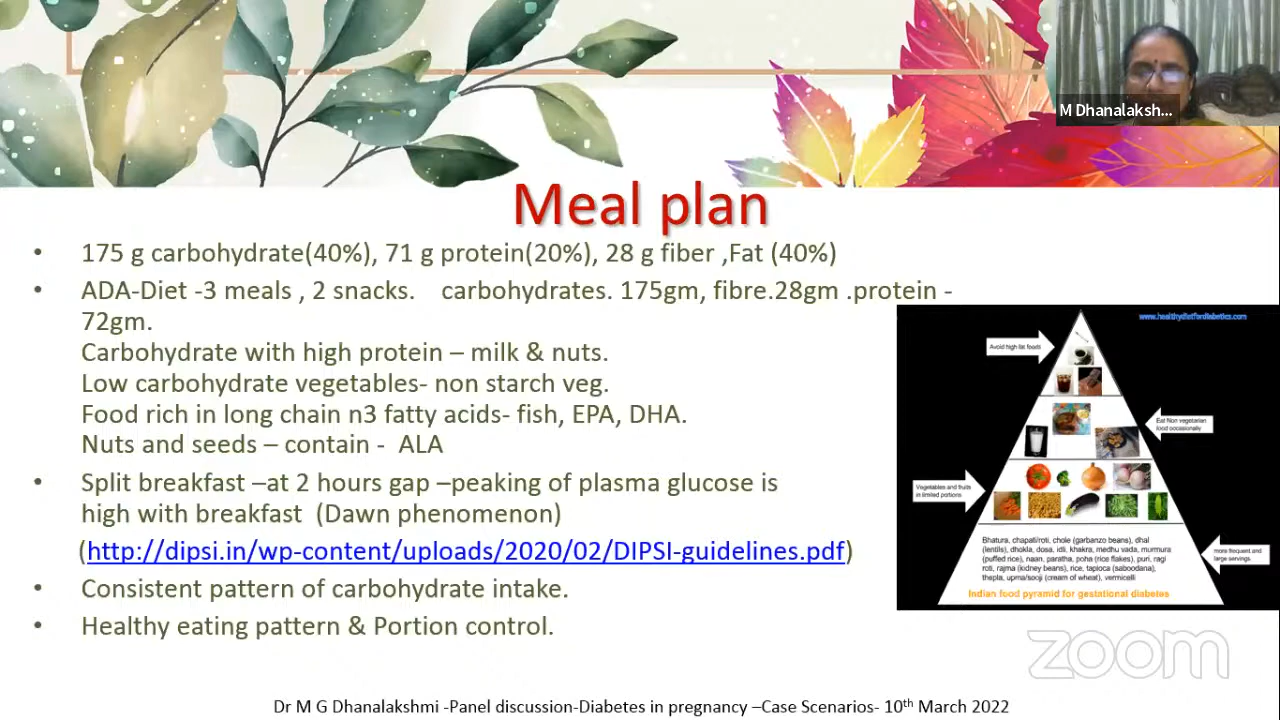 M Dhanalaksh...
Meal plan
• 175 g carbohydrate(40%), 71 g protein(20%), 28 g fiber ,Fat (40%)
• ADA-Diet -3 meals , 2 snacks. carbohydrates. 175gm, fibre.28gm .protein -
72gm.
Carbohydrate with high protein – milk & nuts.
Low carbohydrate vegetables- non starch veg.
Food rich in long chain n3 fatty acids- fish, EPA, DHA.
Nuts and seeds – contain - ALA
• Split breakfast –at 2 hours gap –peaking of plasma glucose is
high with breakfast (Dawn phenomenon)
(http://dipsi.in/wp-content/uploads/2020/02/DIPSI-guidelines.pdf)
• Consistent pattern of carbohydrate intake.
• Healthy eating pattern & Portion control.
www.healthydietfordiabetics.com
Avoid high fat foods
Eat Non vegetarian
food occasionally
Vegetables and fruits
in limited portions
Bhatura, chapati/roti, chole (garbanzo beans), dhal
(lentils), dhokla, dosa, idli, khakra, medhu vada, murmura
(puffed rice), naan, paratha, poha (rice flakes), puri, ragi
roti, rajma (kidney beans), rice, tapioca (saboodana),
thepla, upma/sooji (cream of wheat), vermicelli
more frequent and
large servings.
Indian food pyramid for gestational diabetes
zoom
Dr M G Dhanalakshmi -Panel discussion-Diabetes in pregnancy –Case Scenarios- 10th March 2022